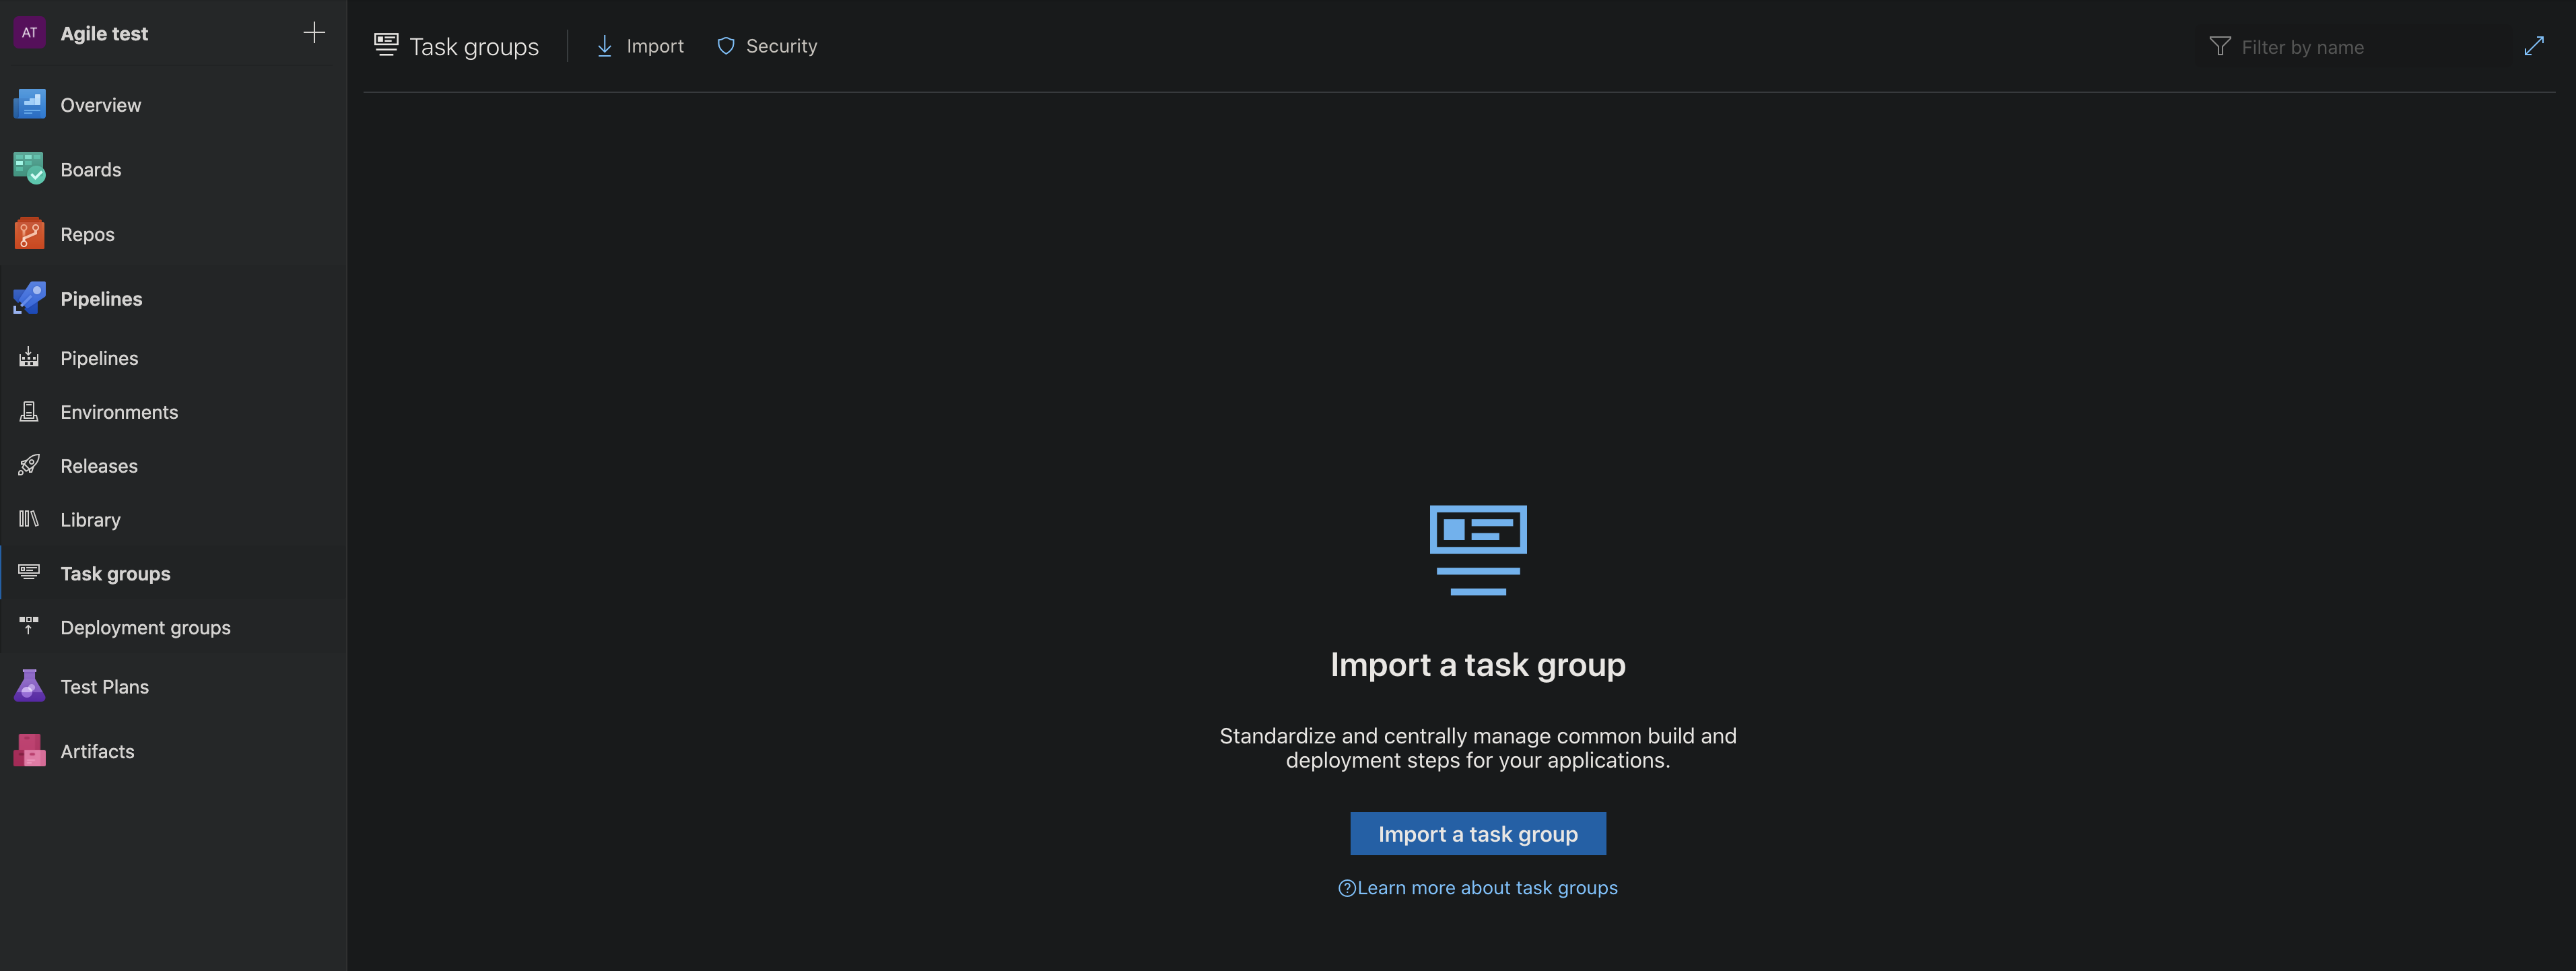 AT Agile test
Overview
Boards
Repos
Pipelines
Pipelines
Environments
Releases
Library
Task groups
Deployment groups
Test Plans
Artifacts
Task groups Import Security Filter by name
Import a task group
Standardize and centrally manage common build and
deployment steps for your applications.
Import a task group
Learn more about task groups